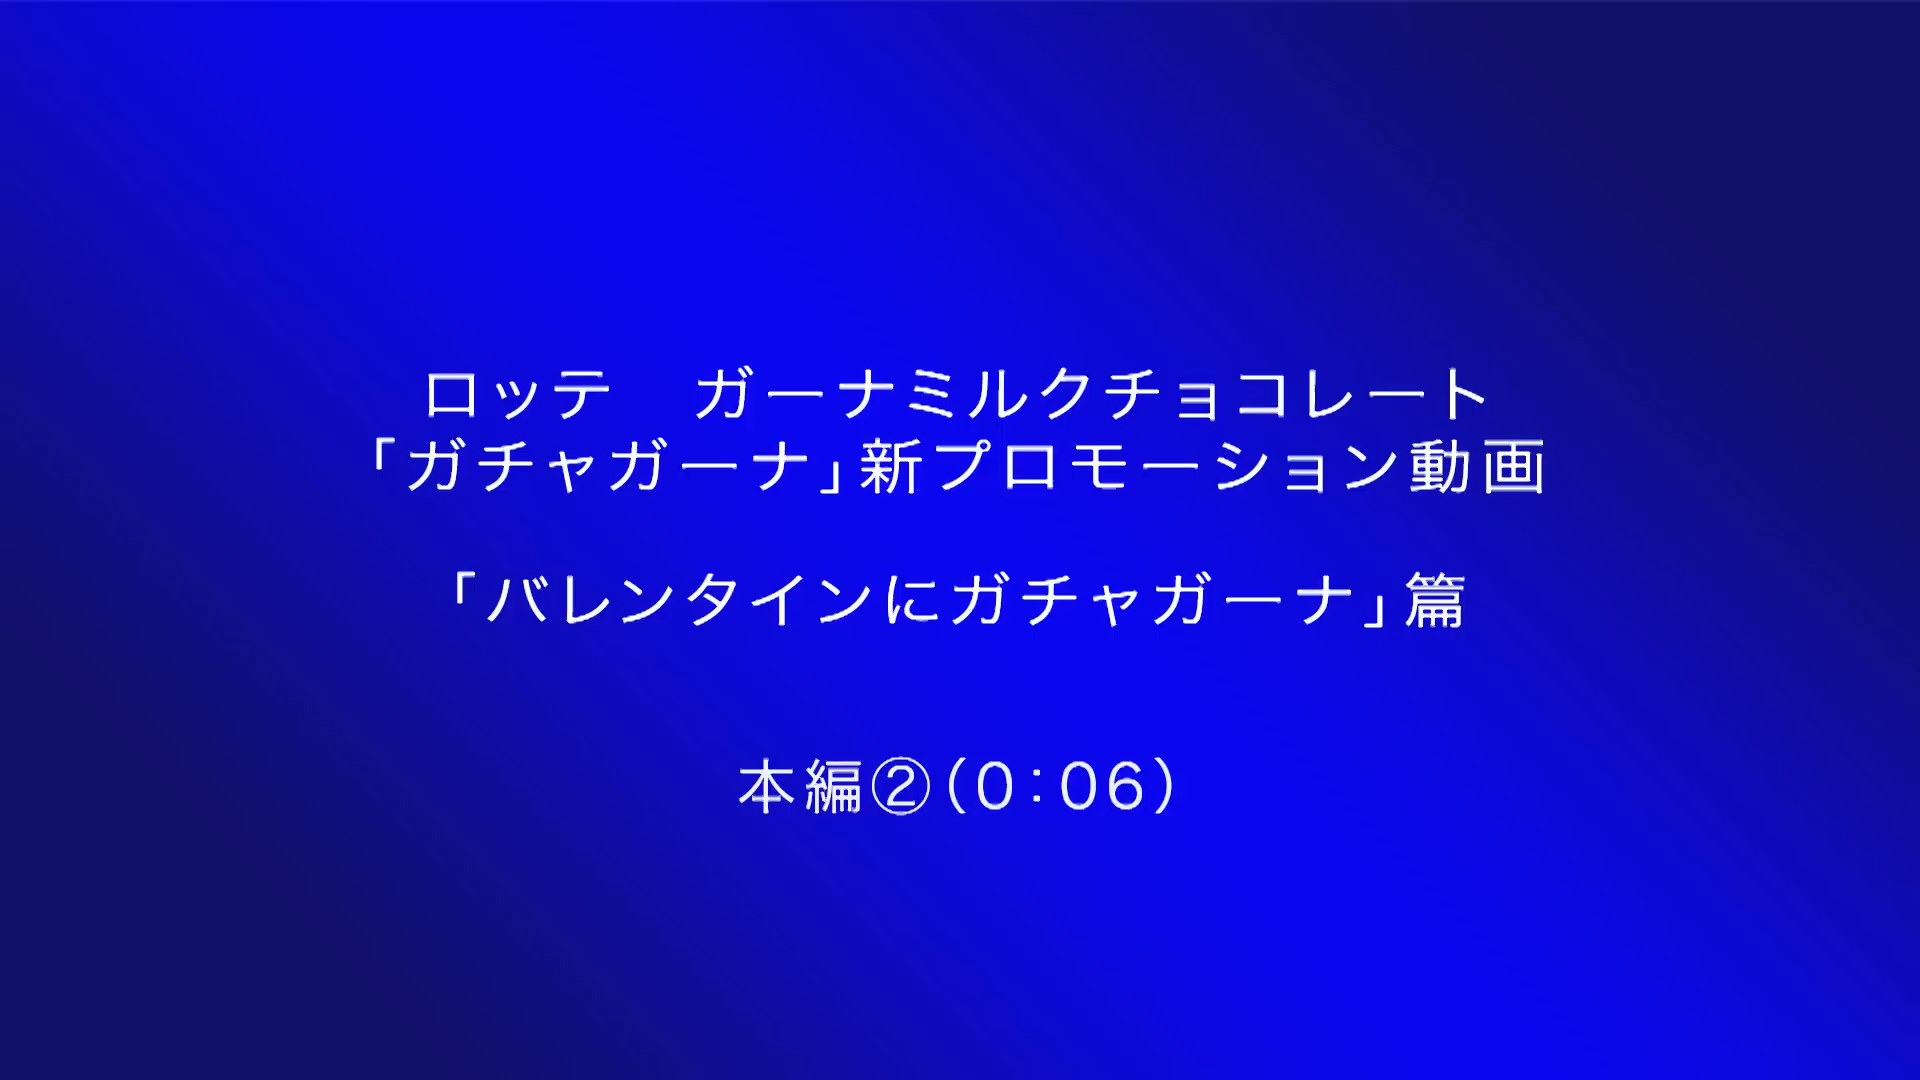 ロッテ　ガーナミルクチョコレート
「ガチャガーナ」新プロモーション動画
「バレンタインにガチャガーナ」篇
本編②（0：06）